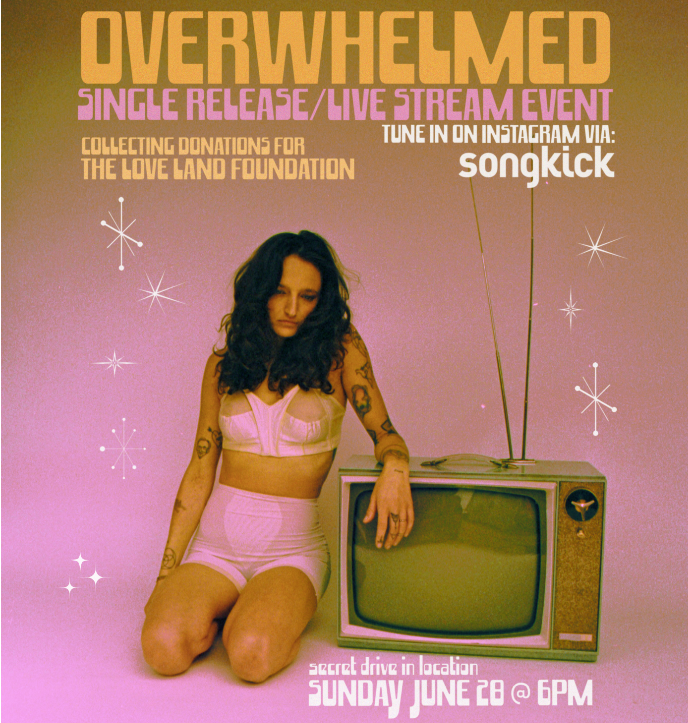 OVERWHELMED
SINGLE RELEASE/LIVE STREAM EVENT
COLLECTING DONATIONS FOR
THE LOVE LAND FOUNDATION
TUNE IN ON INSTAGRAM VIA:
songkick
secret drive in location
SUNDAY JUNE 28 @ 6PM